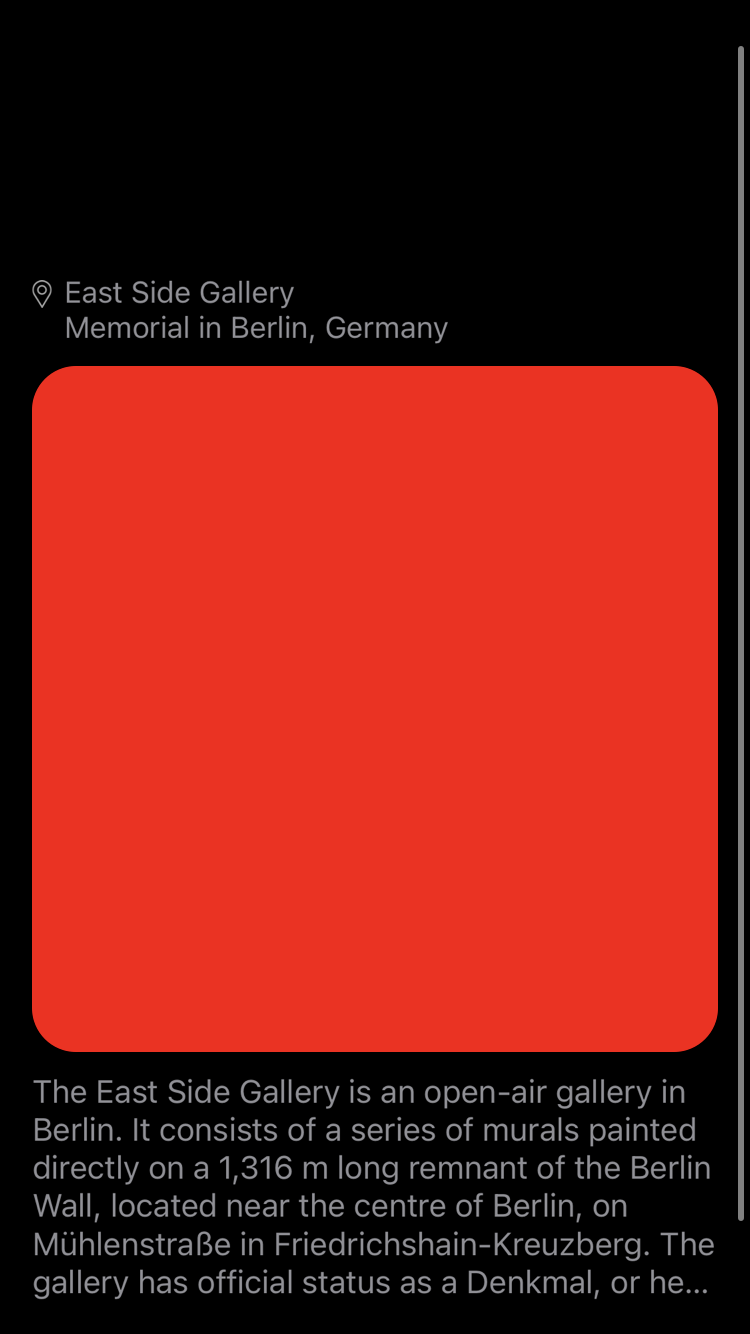 East Side Gallery
Memorial in Berlin, Germany
The East Side Gallery is an open-air gallery in
Berlin. It consists of a series of murals painted
directly on a 1,316 m long remnant of the Berlin
Wall, located near the centre of Berlin, on
Mühlenstraße in Friedrichshain-Kreuzberg. The
gallery has official status as a Denkmal, or he...